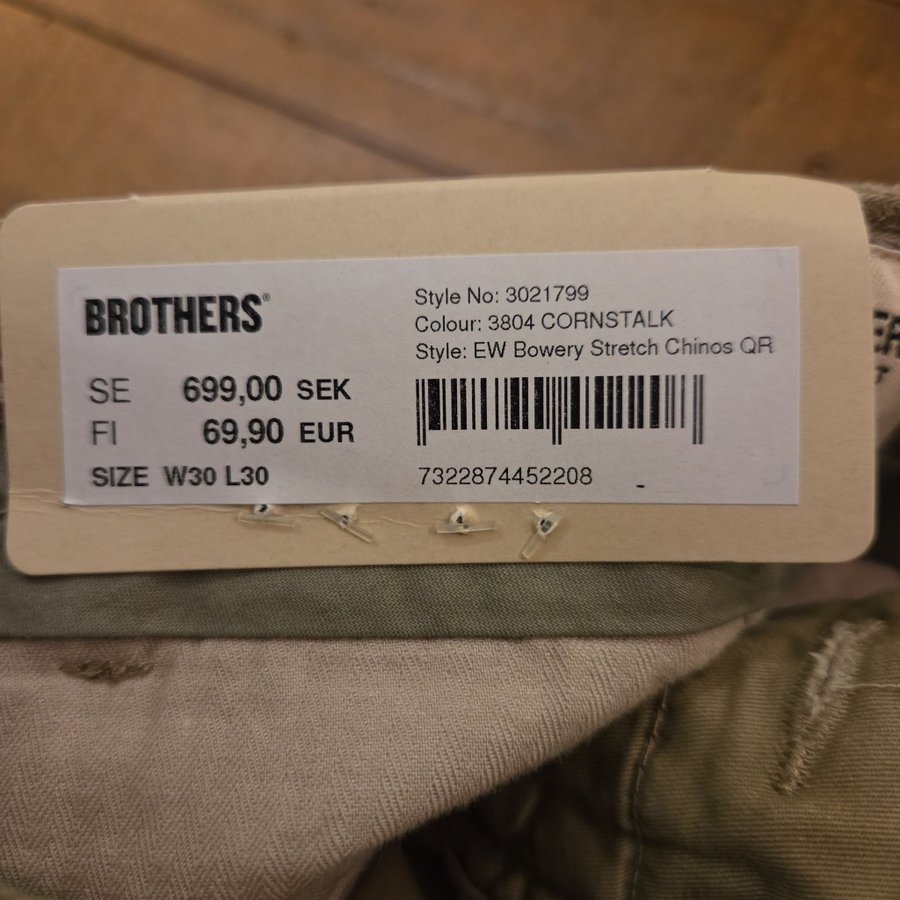 BROTHERS®
SE 699,00 SEK
FI 69,90 EUR
SIZE W30 L30
Style No: 3021799
Colour: 3804 CORNSTALK
Style: EW Bowery Stretch Chinos QR
7322874452208